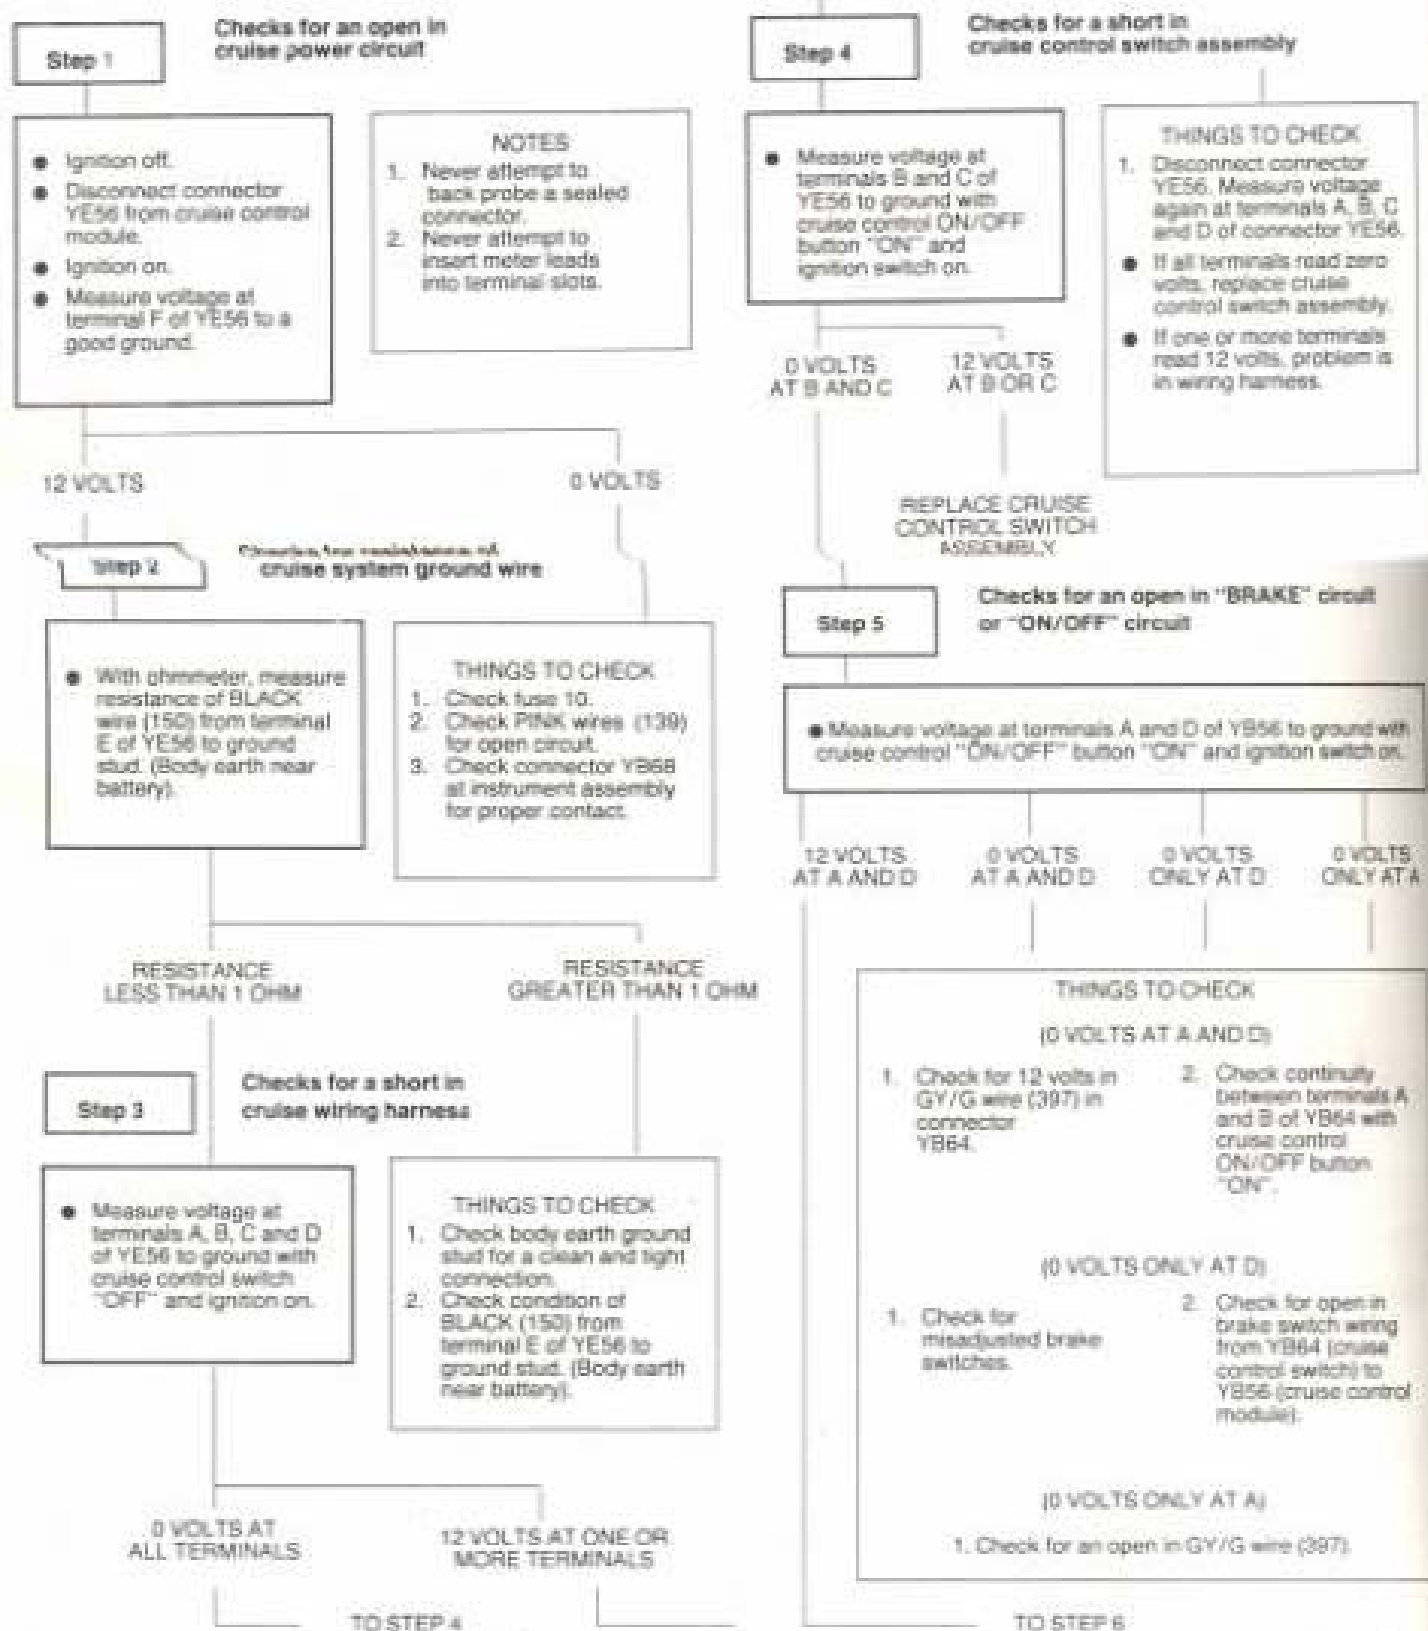 Step 1
Checks for an open in
cruise power circuit
● Ignition off.
● Disconnect connector
YE56 from cruise control
module.
● Ignition on.
● Measure voltage at
terminal F of YE56 to a
good ground.
NOTES
1. Never attempt to
back probe a sealed
connector.
2. Never attempt to
insert meter leads
into terminal slots.
12 VOLTS
0 VOLTS
Step 2
Checks for resistance of
cruise system ground wire
● With ohmmeter, measure
resistance of BLACK
wire (150) from terminal
E of YE56 to ground
stud. (Body earth near
battery).
THINGS TO CHECK
1. Check fuse 10.
2. Check PINK wires (139)
for open circuit.
3. Check connector YB68
at instrument assembly
for proper contact.
RESISTANCE
LESS THAN 1 OHM
RESISTANCE
GREATER THAN 1 OHM
Step 3
Checks for a short in
cruise wiring harness
● Measure voltage at
terminals A, B, C and D
of YE56 to ground with
cruise control switch
"OFF" and ignition on.
THINGS TO CHECK
1. Check body earth ground
stud for a clean and tight
connection.
2. Check condition of
BLACK (150) from
terminal E of YE56 to
ground stud. (Body earth
near battery).
0 VOLTS AT
ALL TERMINALS
12 VOLTS AT ONE OR
MORE TERMINALS
TO STEP 4
Step 4
Checks for a short in
cruise control switch assembly
● Measure voltage at
terminals B and C of
YE56 to ground with
cruise control ON/OFF
button "ON" and
ignition switch on.
THINGS TO CHECK
1. Disconnect connector
YE56. Measure voltage
again at terminals A, B, C
and D of connector YE56.
● If all terminals read zero
volts, replace cruise
control switch assembly.
● If one or more terminals
read 12 volts, problem is
in wiring harness.
0 VOLTS
AT B AND C
12 VOLTS
AT B OR C
REPLACE CRUISE
CONTROL SWITCH
ASSEMBLY
Step 5
Checks for an open in "BRAKE" circuit
or "ON/OFF" circuit
● Measure voltage at terminals A and D of YB56 to ground with
cruise control "ON/OFF" button "ON" and ignition switch on.
12 VOLTS
AT A AND D
0 VOLTS
AT A AND D
0 VOLTS
ONLY AT D
0 VOLTS
ONLY AT A
THINGS TO CHECK
(0 VOLTS AT A AND D)
1. Check for 12 volts in
GY/G wire (397) in
connector
YB64.
2. Check continuity
between terminals A
and B of YB64 with
cruise control
ON/OFF button
"ON".
(0 VOLTS ONLY AT D)
1. Check for
misadjusted brake
switches.
2. Check for open in
brake switch wiring
from YB64 (cruise
control switch) to
YB56 (cruise control
module).
(0 VOLTS ONLY AT A)
1. Check for an open in GY/G wire (397).
TO STEP 6